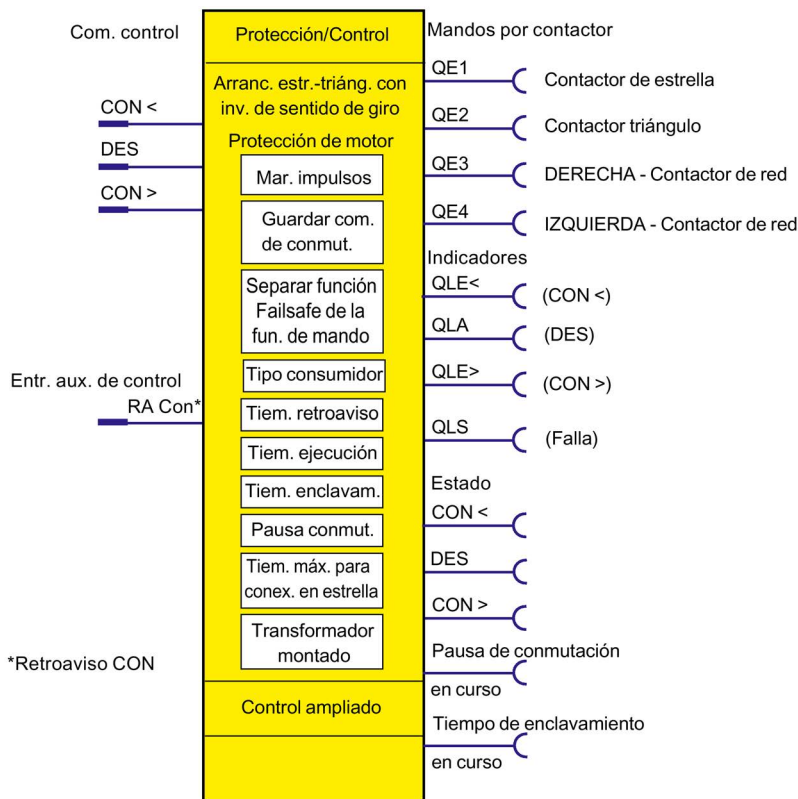 Com. control
Protección/Control
Mandos por contactor
Arranc. estr.-triáng. con
inv. de sentido de giro
Protección de motor
CON <
DES
CON >
QE1
Contactor de estrella
QE2
Contactor triángulo
QE3
DERECHA - Contactor de red
QE4
IZQUIERDA - Contactor de red
Mar. impulsos
Guardar com.
de conmut.
Separar función
Failsafe de la
fun. de mando
Tipo consumidor
Tiem. retroaviso
Tiem. ejecución
Tiem. enclavam.
Pausa conmut.
Tiem. máx. para
conex. en estrella
Transformador
montado
Indicadores
QLE<
(CON <)
QLA
(DES)
QLE>
(CON >)
QLS
(Falla)
Entr. aux. de control
RA Con*
Estado
CON <
DES
CON >
Pausa de conmutación
en curso
Tiempo de enclavamiento
en curso
*Retroaviso CON
Control ampliado